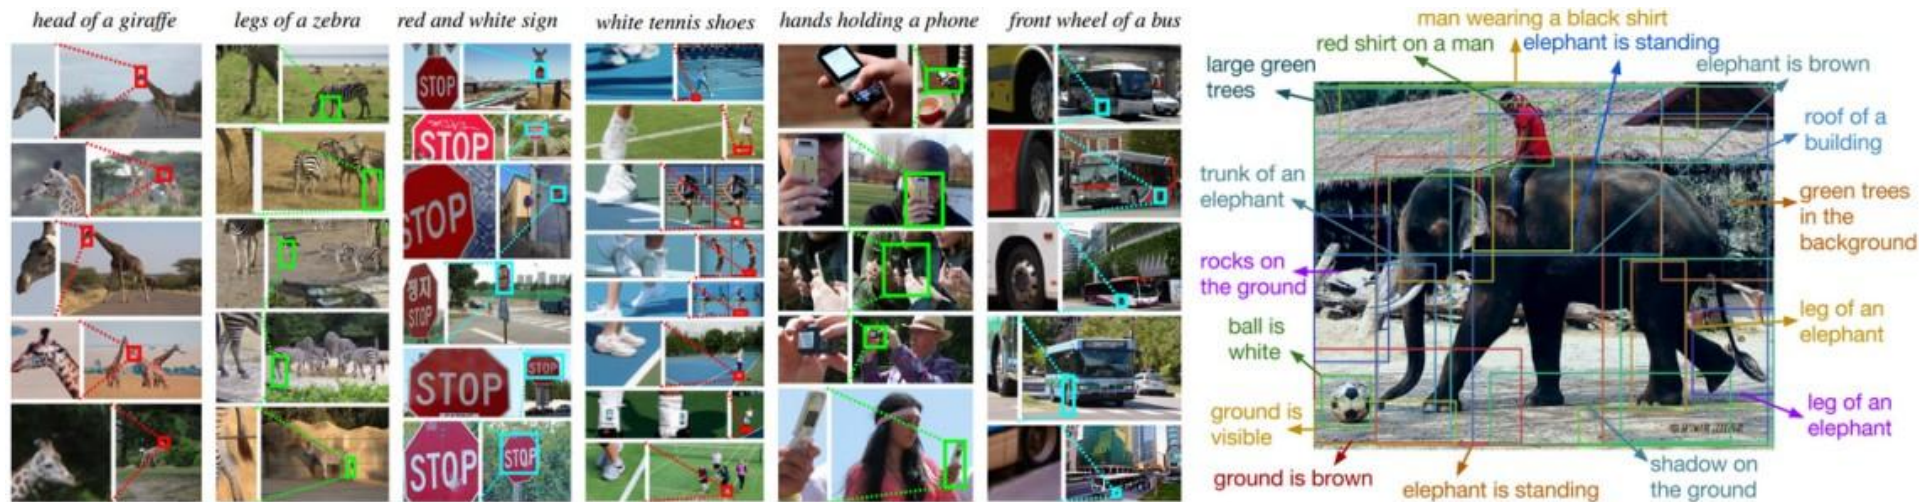 head of a giraffe
legs of a zebra
red and white sign
white tennis shoes
hands holding a phone
front wheel of a bus
STOP
STOP
STOP
정지
STOP
STOP
STOP
STOP
STOP
man wearing a black shirt
red shirt on a man
elephant is standing
large green
trees
elephant is brown
roof of a
building
trunk of an
elephant
green trees
in the
background
rocks on
the ground
leg of an
elephant
ball is
white
ground is
visible
leg of an
elephant
ground is brown
elephant is standing
shadow on
the ground